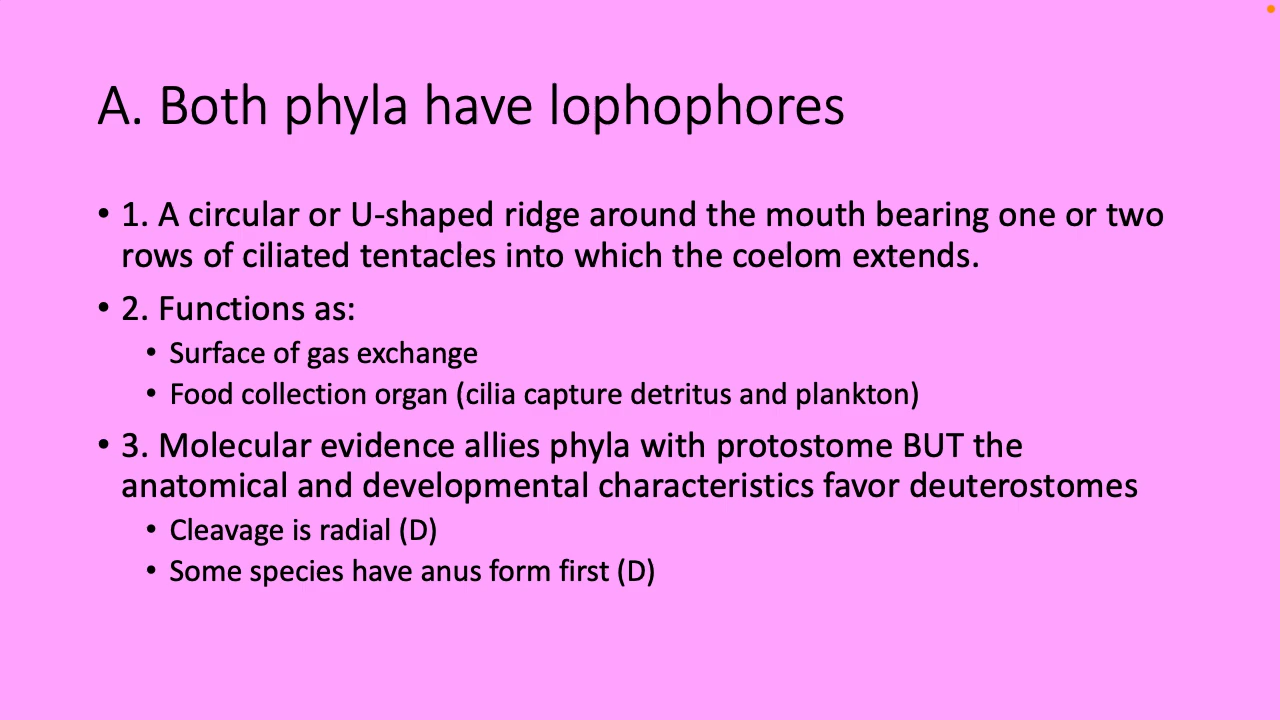 A. Both phyla have lophophores
• 1. A circular or U-shaped ridge around the mouth bearing one or two
rows of ciliated tentacles into which the coelom extends.
• 2. Functions as:
• Surface of gas exchange
• Food collection organ (cilia capture detritus and plankton)
• 3. Molecular evidence allies phyla with protostome BUT the
anatomical and developmental characteristics favor deuterostomes
• Cleavage is radial (D)
• Some species have anus form first (D)